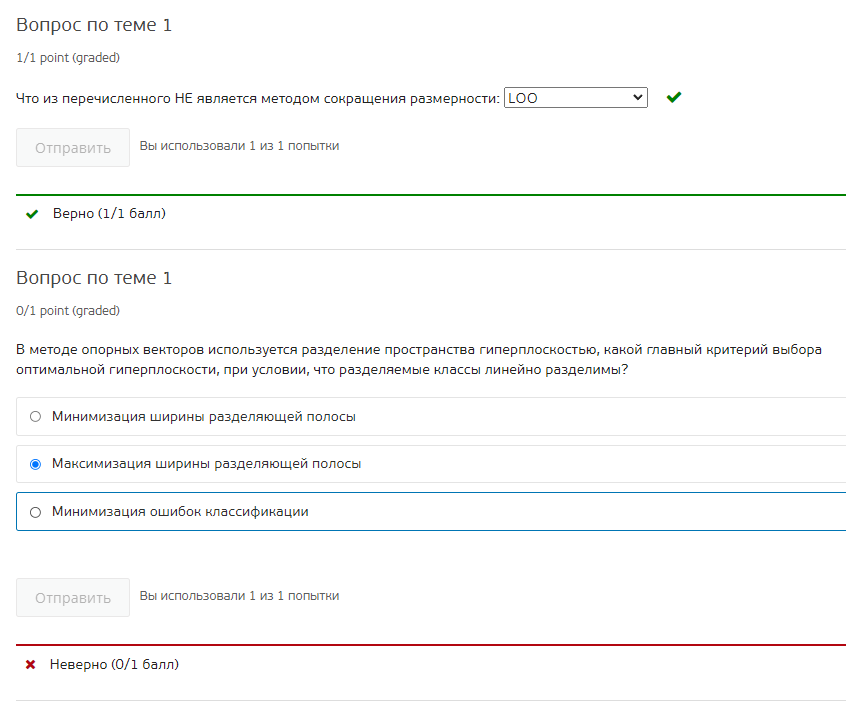 Вопрос по теме 1
1/1 point (graded)
Что из перечисленного НЕ является методом сокращения размерности: LOO
Отправить Вы использовали 1 из 1 попытки
Верно (1/1 балл)
Вопрос по теме 1
0/1 point (graded)
В методе опорных векторов используется разделение пространства гиперплоскостью, какой главный критерий выбора
оптимальной гиперплоскости, при условии, что разделяемые классы линейно разделимы?
Минимизация ширины разделяющей полосы
Максимизация ширины разделяющей полосы
Минимизация ошибок классификации
Отправить Вы использовали 1 из 1 попытки
Неверно (0/1 балл)